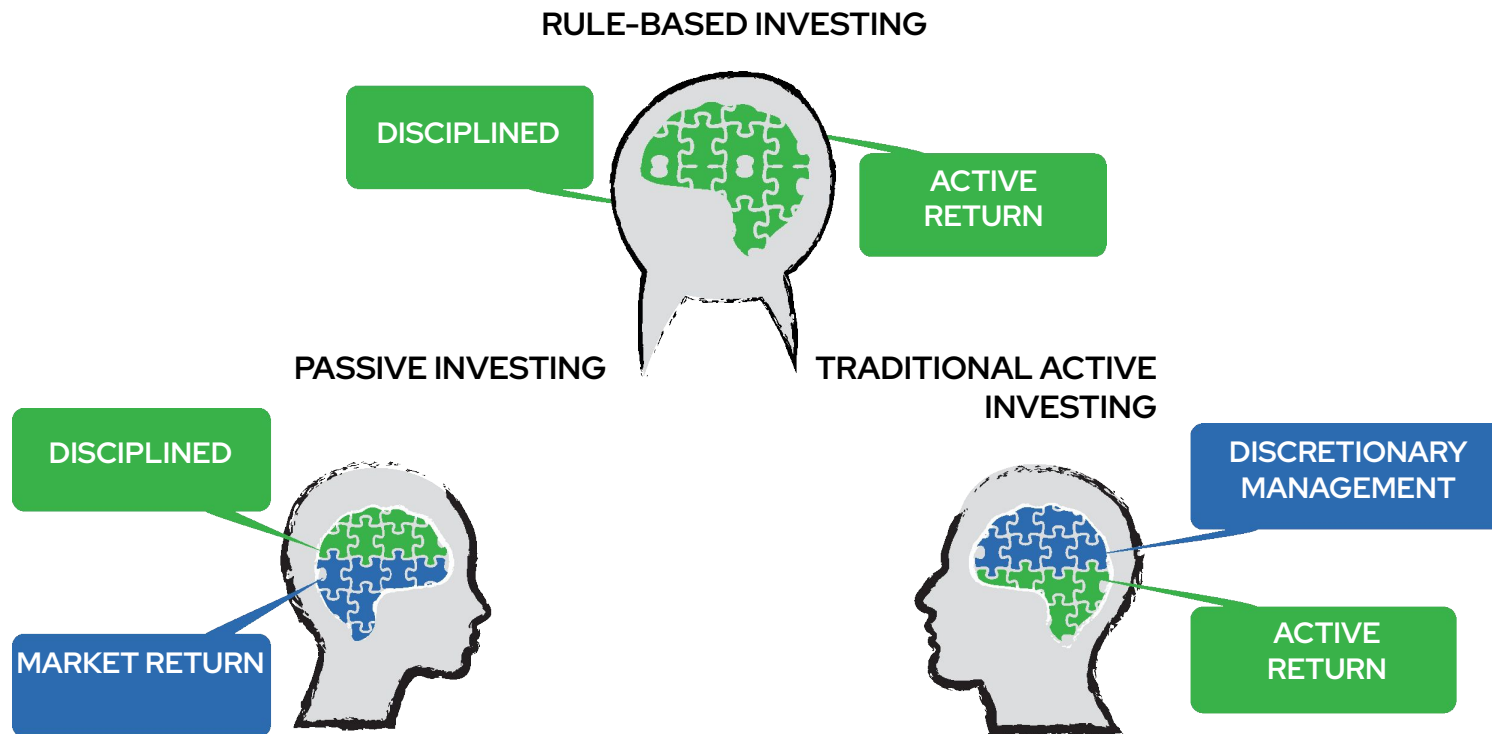 RULE-BASED INVESTING
DISCIPLINED
ACTIVE
RETURN
PASSIVE INVESTING
TRADITIONAL ACTIVE
INVESTING
DISCIPLINED
MARKET RETURN
DISCRETIONARY
MANAGEMENT
ACTIVE
RETURN